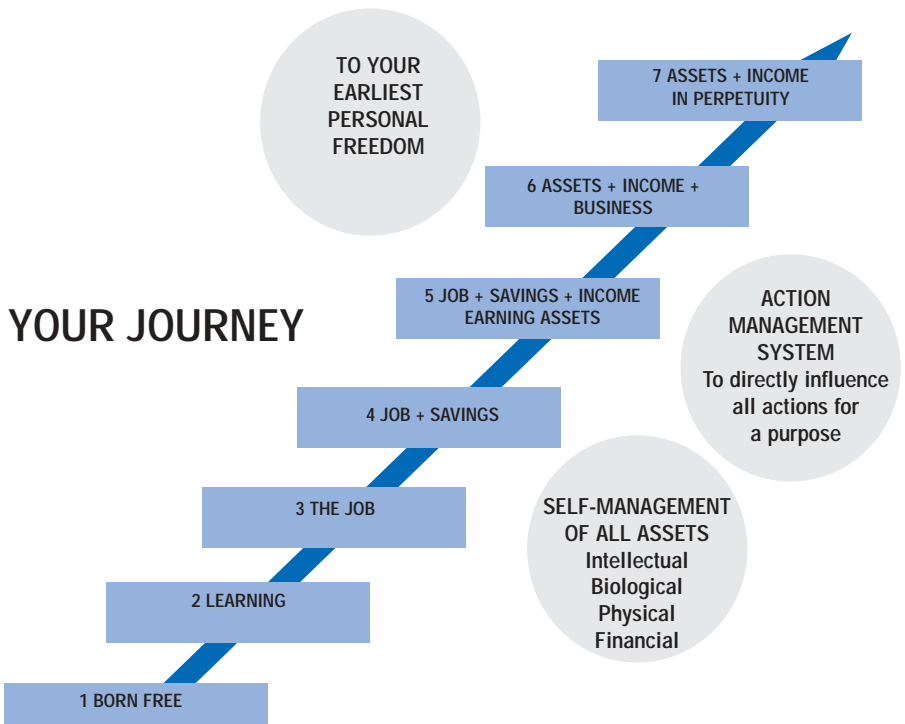 TO YOUR
EARLIEST
PERSONAL
FREEDOM
7 ASSETS + INCOME
IN PERPETUITY
6 ASSETS + INCOME +
BUSINESS
5 JOB + SAVINGS + INCOME
EARNING ASSETS
YOUR JOURNEY
ACTION
MANAGEMENT
SYSTEM
To directly influence
all actions for
a purpose
4 JOB + SAVINGS
3 THE JOB
SELF-MANAGEMENT
OF ALL ASSETS
Intellectual
Biological
Physical
Financial
2 LEARNING
1 BORN FREE